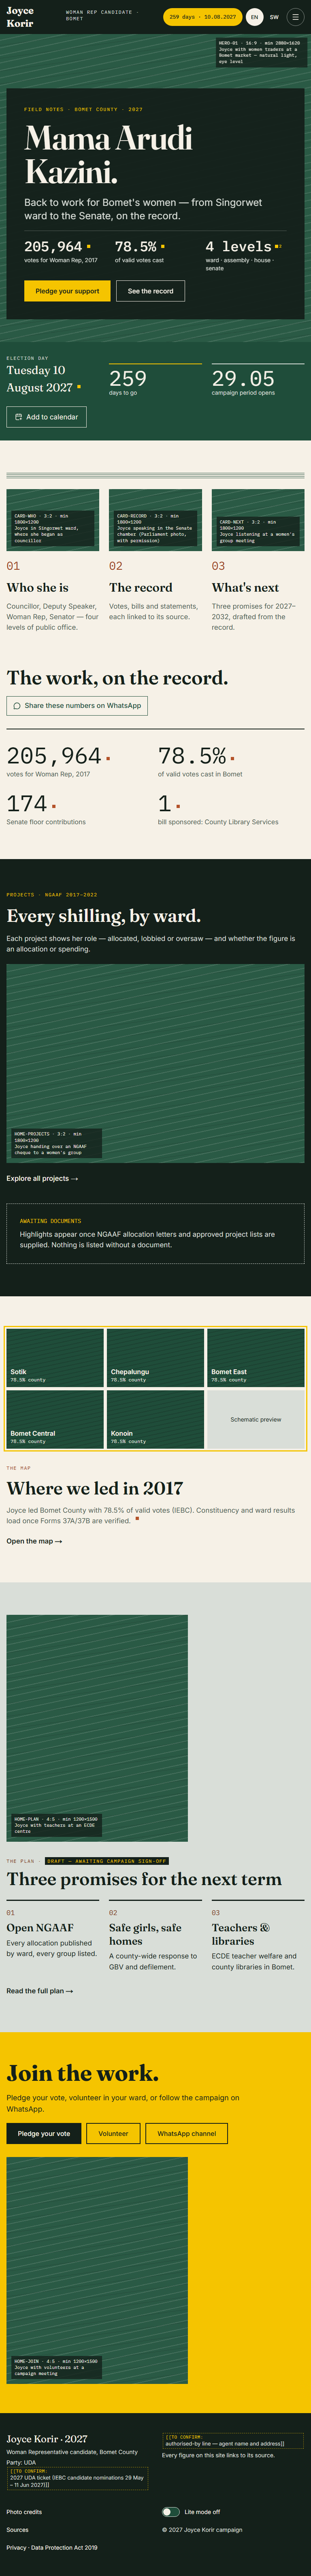 Joyce
Korir
WOMAN REP CANDIDATE ·
BOMET
259 days · 10.08.2027
EN
SW
HERO-01 · 16:9 · min 2880×1620
Joyce with women traders at a
Bomet market — natural light,
eye level
FIELD NOTES · BOMET COUNTY · 2027
Mama Arudi
Kazini.
Back to work for Bomet's women — from Singorwet
ward to the Senate, on the record.
205,964
votes for Woman Rep, 2017
78.5%
of valid votes cast
4 levels
ward · assembly · house ·
senate
Pledge your support
See the record
ELECTION DAY
Tuesday 10
August 2027
Add to calendar
259
days to go
29.05
campaign period opens
CARD-WHO · 3:2 · min
1800×1200
Joyce in Singorwet ward,
where she began as
councillor
CARD-RECORD · 3:2 · min
1800×1200
Joyce speaking in the Senate
chamber (Parliament photo,
with permission)
CARD-NEXT · 3:2 · min
1800×1200
Joyce listening at a women's
group meeting
01
Who she is
Councillor, Deputy Speaker,
Woman Rep, Senator — four
levels of public office.
02
The record
Votes, bills and statements,
each linked to its source.
03
What's next
Three promises for 2027–
2032, drafted from the
record.
The work, on the record.
Share these numbers on WhatsApp
205,964
votes for Woman Rep, 2017
78.5%
of valid votes cast in Bomet
174
Senate floor contributions
1
bill sponsored: County Library Services
PROJECTS · NGAAF 2017–2022
Every shilling, by ward.
Each project shows her role — allocated, lobbied or oversaw — and whether the figure is
an allocation or spending.
HOME-PROJECTS · 3:2 · min
1800×1200
Joyce handing over an NGAAF
cheque to a women's group
Explore all projects →
AWAITING DOCUMENTS
Highlights appear once NGAAF allocation letters and approved project lists are
supplied. Nothing is listed without a document.
Sotik
78.5% county
Chepalungu
78.5% county
Bomet East
78.5% county
Bomet Central
78.5% county
Konoin
78.5% county
Schematic preview
THE MAP
Where we led in 2017
Joyce led Bomet County with 78.5% of valid votes (IEBC). Constituency and ward results
load once Forms 37A/37B are verified.
Open the map →
HOME-PLAN · 4:5 · min 1200×1500
Joyce with teachers at an ECDE
centre
THE PLAN · DRAFT — AWAITING CAMPAIGN SIGN-OFF
Three promises for the next term
01
Open NGAAF
Every allocation published
by ward, every group listed.
02
Safe girls, safe
homes
A county-wide response to
GBV and defilement.
03
Teachers &
libraries
ECDE teacher welfare and
county libraries in Bomet.
Read the full plan →
Join the work.
Pledge your vote, volunteer in your ward, or follow the campaign on
WhatsApp.
Pledge your vote
Volunteer
WhatsApp channel
HOME-JOIN · 4:5 · min 1200×1500
Joyce with volunteers at a
campaign meeting
Joyce Korir · 2027
Woman Representative candidate, Bomet County
Party: UDA
[[TO CONFIRM:
2027 UDA ticket (IEBC candidate nominations 29 May
– 11 Jun 2027)]]
[[TO CONFIRM:
authorised-by line — agent name and address]]
Every figure on this site links to its source.
Photo credits
Sources
Privacy · Data Protection Act 2019
Lite mode off
© 2027 Joyce Korir campaign